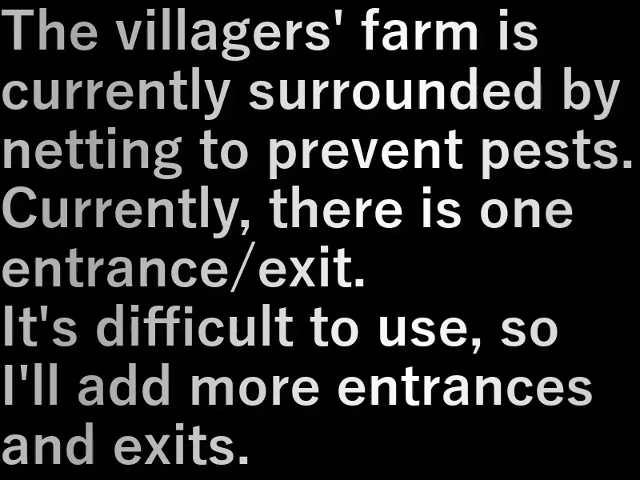 The villagers' farm is
currently surrounded by
netting to prevent pests.
Currently, there is one
entrance/exit.
It's difficult to use, so
I'll add more entrances
and exits.